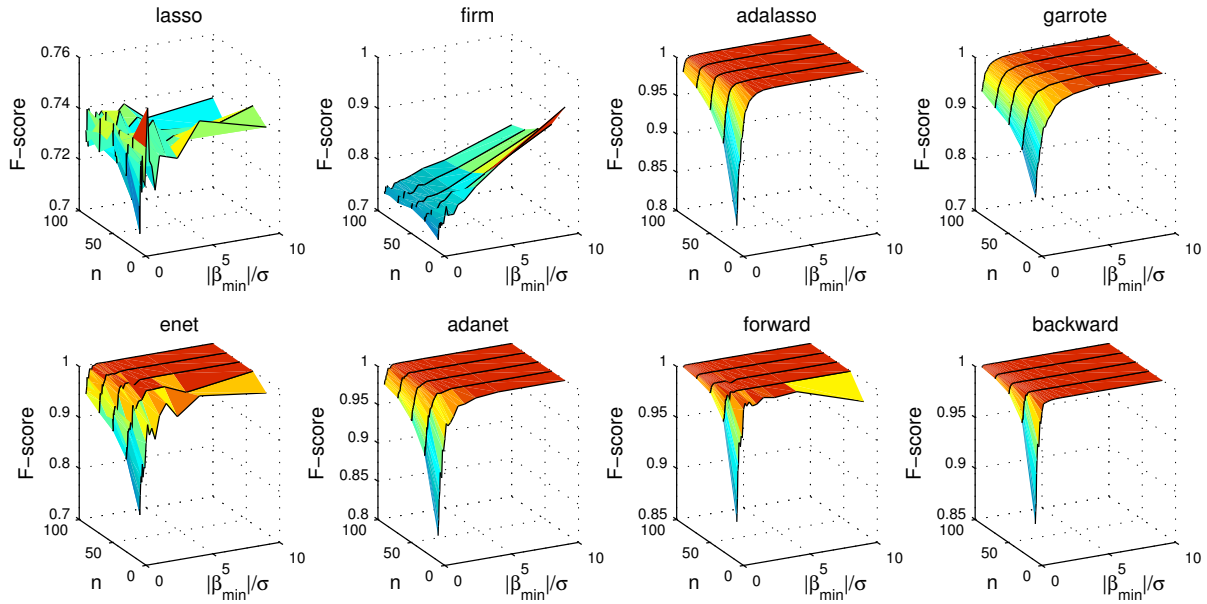 lasso
0.76
0.74
0.72
0.7
F−score
100
50
0
n
0
5
10
|β_min|/σ
firm
1
0.9
0.8
0.7
F−score
100
50
0
n
0
5
10
|β_min|/σ
adalasso
1
0.95
0.9
0.85
0.8
F−score
100
50
0
n
0
5
10
|β_min|/σ
garrote
1
0.9
0.8
0.7
F−score
100
50
0
n
0
5
10
|β_min|/σ
enet
1
0.9
0.8
0.7
F−score
100
50
0
n
0
5
10
|β_min|/σ
adanet
1
0.95
0.9
0.85
0.8
F−score
100
50
0
n
0
5
10
|β_min|/σ
forward
1
0.95
0.9
0.85
F−score
100
50
0
n
0
5
10
|β_min|/σ
backward
1
0.95
0.9
0.85
F−score
100
50
0
n
0
5
10
|β_min|/σ